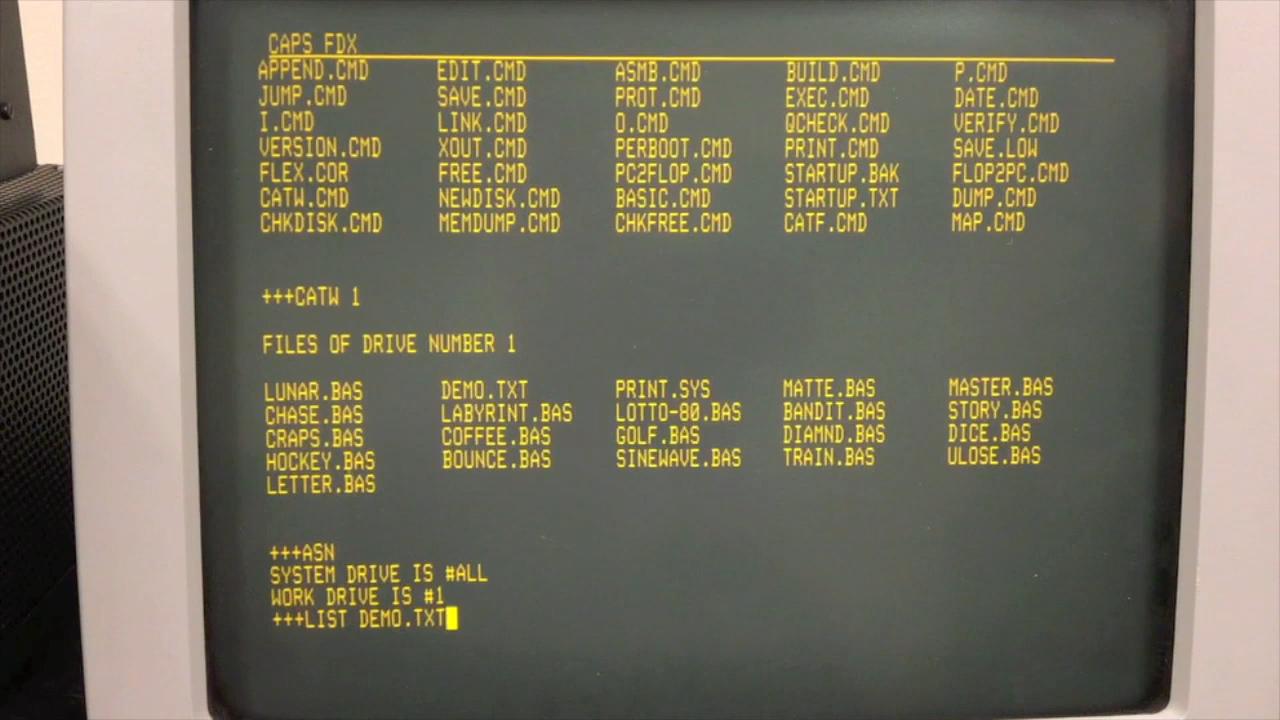 CAPS FDX
APPEND.CMD EDIT.CMD ASMB.CMD BUILD.CMD P.CMD
JUMP.CMD SAVE.CMD PROT.CMD EXEC.CMD DATE.CMD
I.CMD LINK.CMD O.CMD QCHECK.CMD VERIFY.CMD
VERSION.CMD XOUT.CMD PERBOOT.CMD PRINT.CMD SAVE.LOW
FLEX.COR FREE.CMD PC2FLOP.CMD STARTUP.BAK FLOP2PC.CMD
CATW.CMD NEWDISK.CMD BASIC.CMD STARTUP.TXT DUMP.CMD
CHKDISK.CMD MEMDUMP.CMD CHKFREE.CMD CATF.CMD MAP.CMD
+++CATW 1
FILES OF DRIVE NUMBER 1
LUNAR.BAS DEMO.TXT PRINT.SYS MATTE.BAS MASTER.BAS
CHASE.BAS LABYRINT.BAS LOTTO-80.BAS BANDIT.BAS STORY.BAS
CRAPS.BAS COFFEE.BAS GOLF.BAS DIAMND.BAS DICE.BAS
HOCKEY.BAS BOUNCE.BAS SINEWAVE.BAS TRAIN.BAS ULOSE.BAS
LETTER.BAS
+++ASN
SYSTEM DRIVE IS #ALL
WORK DRIVE IS #1
+++LIST DEMO.TXT